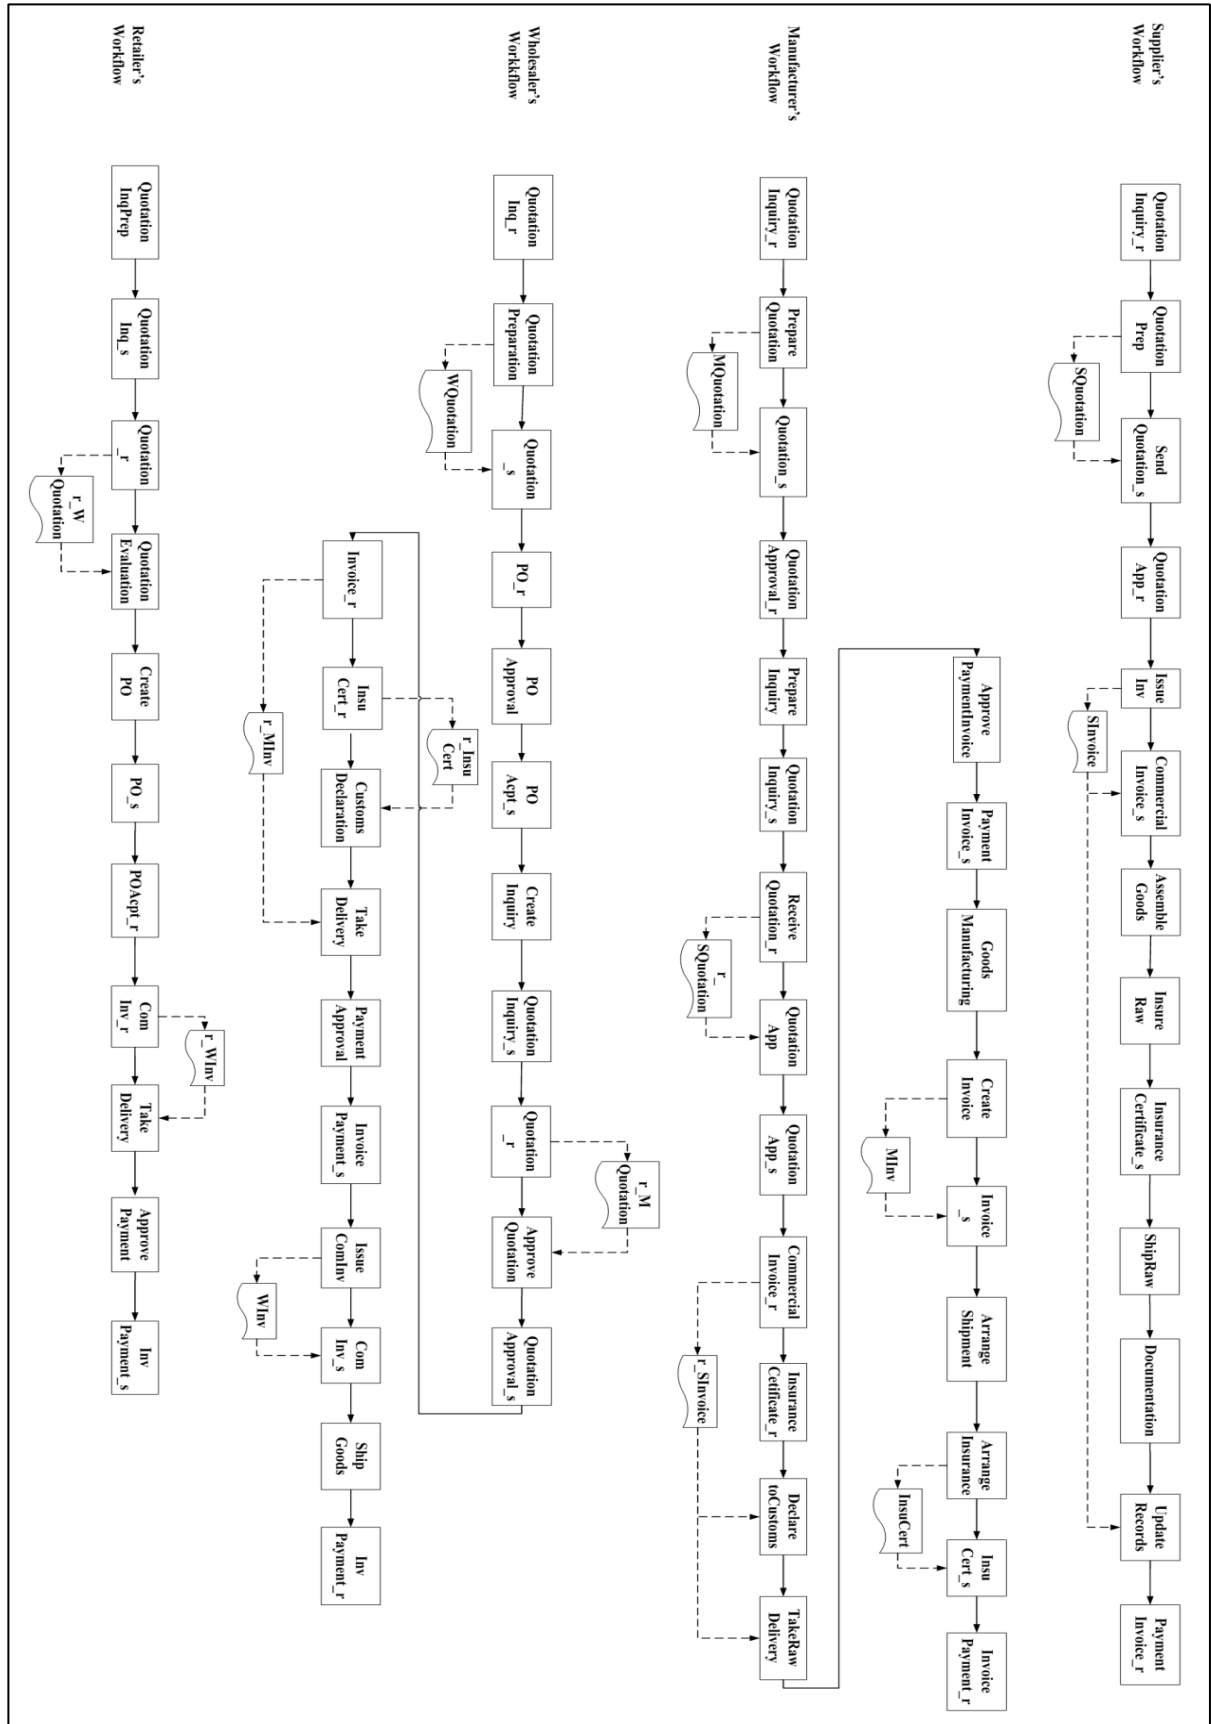 Supplier's
Workflow
Quotation
Inquiry_r
Quotation
Prep
SQuotation
Send
Quotation_s
Quotation
App_r
Issue
Inv
SInvoice
Commercial
Invoice_s
Assemble
Goods
Insure
Raw
Insurance
Certificate_s
ShipRaw
Documentation
Update
Records
Payment
Invoice_r
Manufacturer's
Workflow
Quotation
Inquiry_r
Prepare
Quotation
MQuotation
Quotation_s
Quotation
Approval_r
Prepare
Inquiry
Quotation
Inquiry_s
Receive
Quotation_r
r_
SQuotation
Quotation
App
Quotation
App_s
Commercial
Invoice_r
r_SInvoice
Insurance
Cetificate_r
Declare
toCustoms
TakeRaw
Delivery
Approve
PaymentInvoice
Payment
Invoice_s
Goods
Manufacturing
Create
Invoice
MInv
Invoice
_s
Arrange
Shipment
Arrange
Insurance
InsuCert
Insu
Cert_s
Invoice
Payment_r
Wholesaler's
Workkflow
Quotation
Inq_r
Quotation
Preparation
WQuotation
Quotation
_s
PO_r
PO
Approval
PO
Acpt_s
Create
Inquiry
Quotation
Inquiry_s
Quotation
_r
r_M
Quotation
Approve
Quotation
Quotation
Approval_s
Invoice_r
r_MInv
Insu
Cert_r
r_Insu
Cert
Customs
Declaration
Take
Delivery
Payment
Approval
Invoice
Payment_s
Issue
ComInv
WInv
Com
Inv_s
Ship
Goods
Inv
Payment_r
Retailer's
Workflow
Quotation
InqPrep
Quotation
Inq_s
Quotation
_r
r_W
Quotation
Quotation
Evaluation
Create
PO
PO_s
POAcpt_r
Com
Inv_r
r_WInv
Take
Delivery
Approve
Payment
Inv
Payment_s